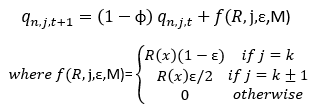 q_{n,j,t+1} = (1 − ϕ) q_{n,j,t} + f(R, j,ε,M)
where f(R, j,ε,M)= { R(x)(1 − ε) if j = k
R(x)ε/2 if j = k ± 1
0 otherwise